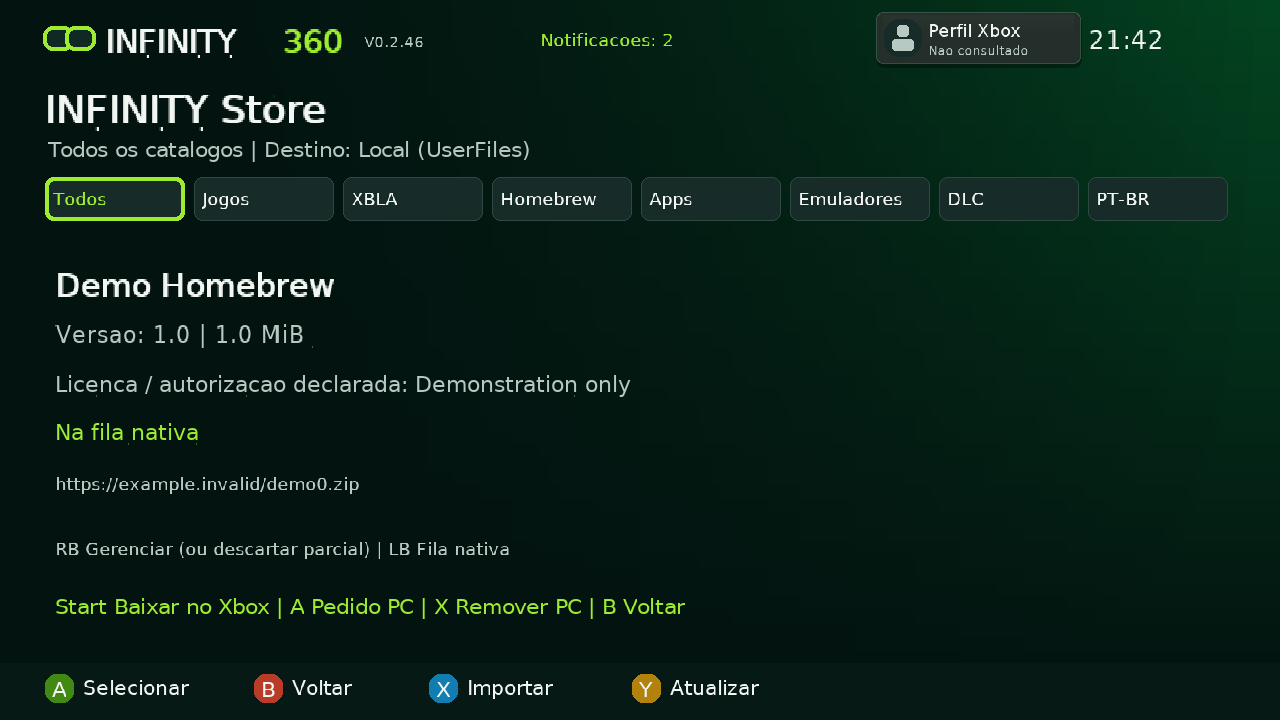 INFINITY 360 V0.2.46 Notificacoes: 2 Perfil Xbox 21:42
Nao consultado
INFINITY Store
Todos os catalogos | Destino: Local (UserFiles)
Todos Jogos XBLA Homebrew Apps Emuladores DLC PT-BR
Demo Homebrew
Versao: 1.0 | 1.0 MiB
Licenca / autorizacao declarada: Demonstration only
Na fila nativa
https://example.invalid/demo0.zip
RB Gerenciar (ou descartar parcial) | LB Fila nativa
Start Baixar no Xbox | A Pedido PC | X Remover PC | B Voltar
A Selecionar B Voltar X Importar Y Atualizar